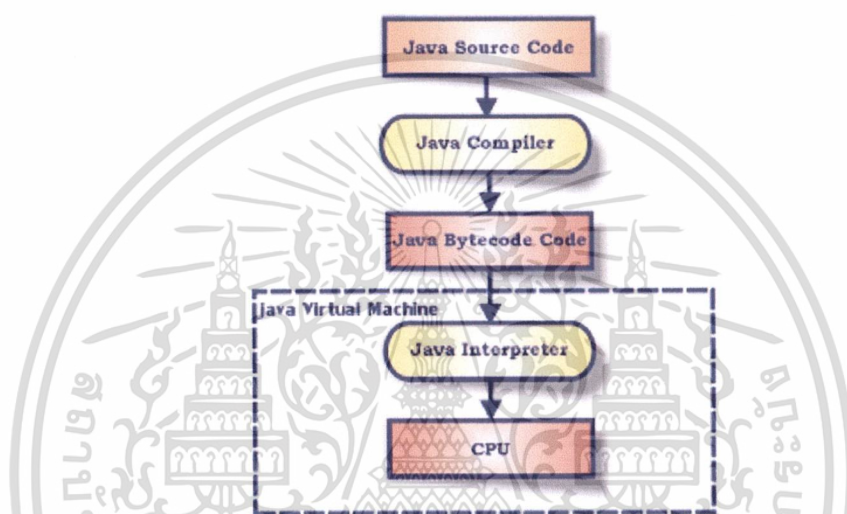 Java Source Code
Java Compiler
Java Bytecode Code
Java Virtual Machine
Java Interpreter
CPU